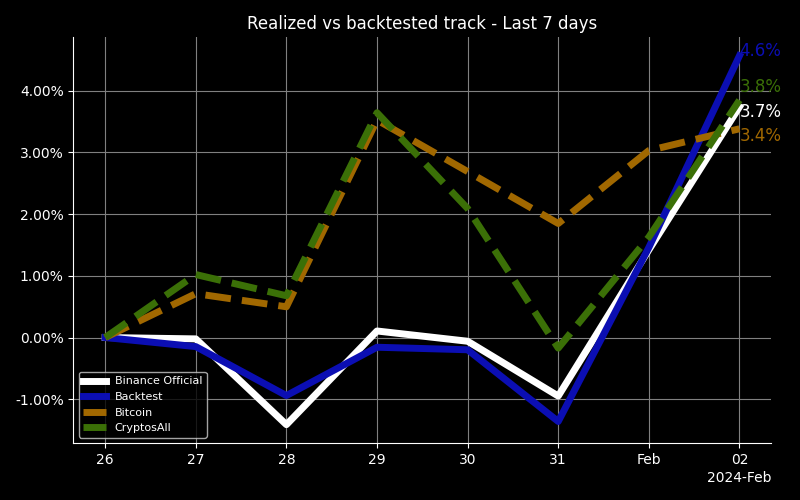 Realized vs backtested track - Last 7 days
4.6%
3.8%
3.7%
3.4%
4.00%
3.00%
2.00%
1.00%
0.00%
-1.00%
Binance Official
Backtest
Bitcoin
CryptosAll
26 27 28 29 30 31 Feb 02
2024-Feb